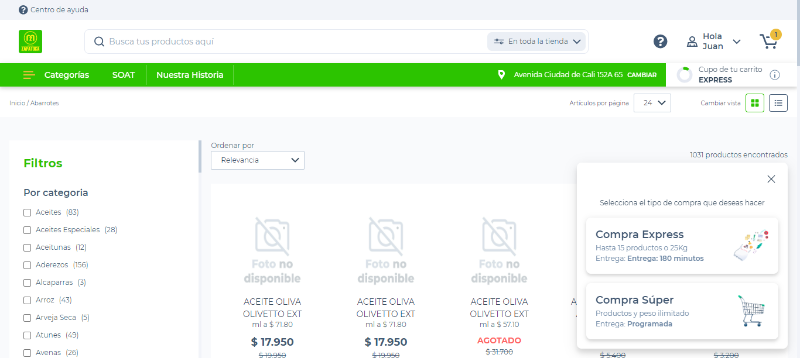 Centro de ayuda
Busca tus productos aquí
En toda la tienda
Hola
Juan
1
Categorías
SOAT
Nuestra Historia
Avenida Ciudad de Cali 152A 65 CAMBIAR
Cupo de tu carrito
EXPRESS
Inicio / Abarrotes
Artículos por página
24
Cambiar vista
Filtros
Ordenar por
Relevancia
1031 productos encontrados
Por categoria
Aceites (83)
Aceites Especiales (28)
Aceitunas (12)
Aderezos (156)
Alcaparras (3)
Arroz (43)
Arveja Seca (5)
Atunes (49)
Avenas (26)
Foto no
disponible
ACEITE OLIVA
OLIVETTO EXT
ml a $ 71.80
$ 17.950
$ 19.950
Foto no
disponible
ACEITE OLIVA
OLIVETTO EXT
ml a $ 71.80
$ 17.950
$ 19.950
Foto no
disponible
ACEITE OLIVA
OLIVETTO EXT
ml a $ 57.10
AGOTADO
$ 31.700
$ 5.400
$ 3.200
Selecciona el tipo de compra que deseas hacer
Compra Express
Hasta 15 productos o 25Kg
Entrega: Entrega: 180 minutos
Compra Súper
Productos y peso ilimitado
Entrega: Programada